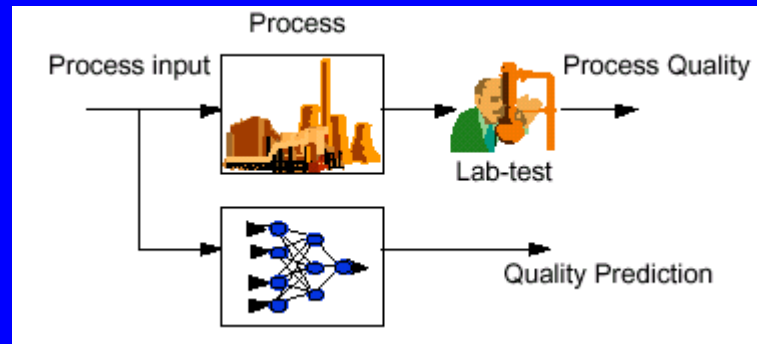 Process
Process input
Process Quality
Lab-test
Quality Prediction